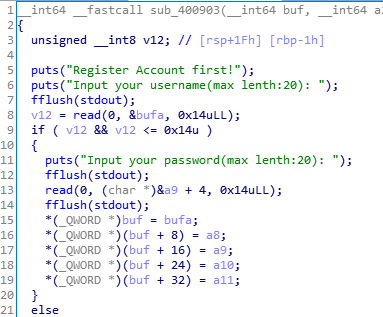 1 __int64 __fastcall sub_400903(__int64 buf, __int64 a
2 {
3 unsigned __int8 v12; // [rsp+1Fh] [rbp-1h]
4
5 puts("Register Account first!");
6 puts("Input your username(max lenth:20): ");
7 fflush(stdout);
8 v12 = read(0, &bufa, 0x14uLL);
9 if ( v12 && v12 <= 0x14u )
10 {
11 puts("Input your password(max lenth:20): ");
12 fflush(stdout);
13 read(0, (char *)&a9 + 4, 0x14uLL);
14 fflush(stdout);
15 *(_QWORD *)buf = bufa;
16 *(_QWORD *)(buf + 8) = a8;
17 *(_QWORD *)(buf + 16) = a9;
18 *(_QWORD *)(buf + 24) = a10;
19 *(_QWORD *)(buf + 32) = a11;
20 }
21 else